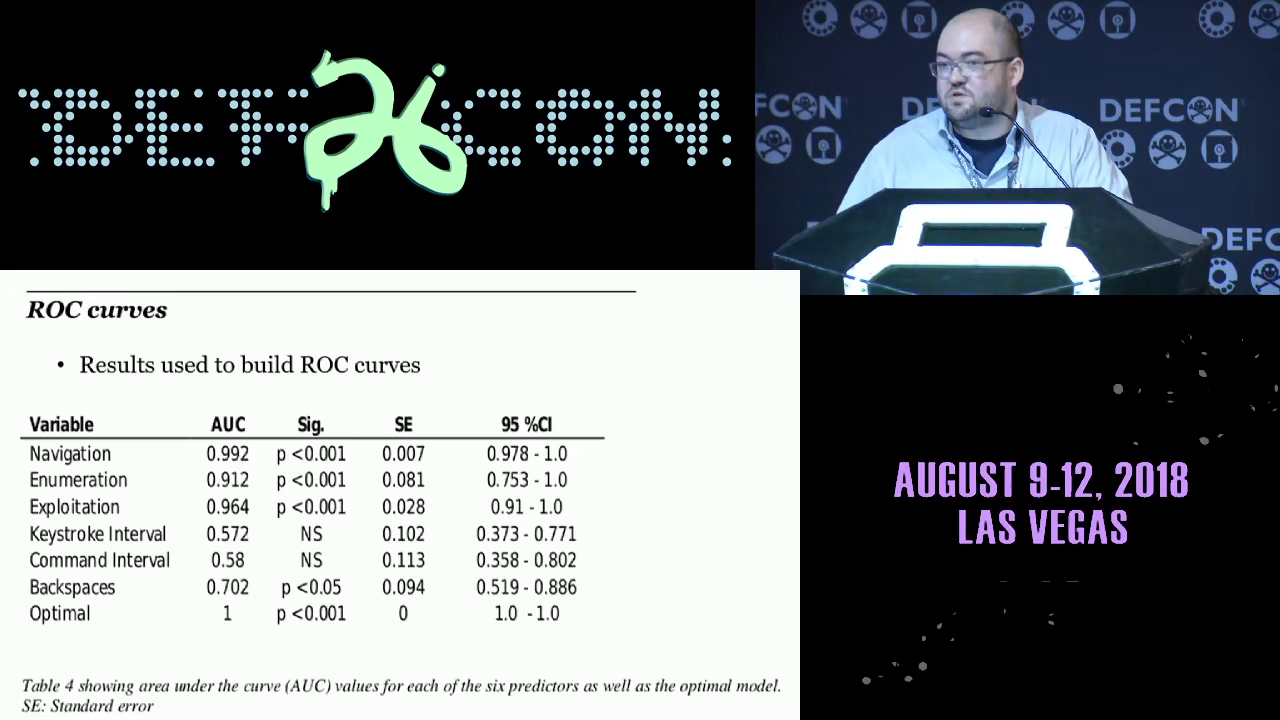 DEFCON
26
DEFCON
DEFCON
DEFCON
DEFC
ROC curves
• Results used to build ROC curves
Variable AUC Sig. SE 95 %CI
Navigation 0.992 p <0.001 0.007 0.978 - 1.0
Enumeration 0.912 p <0.001 0.081 0.753 - 1.0
Exploitation 0.964 p <0.001 0.028 0.91 - 1.0
Keystroke Interval 0.572 NS 0.102 0.373 - 0.771
Command Interval 0.58 NS 0.113 0.358 - 0.802
Backspaces 0.702 p <0.05 0.094 0.519 - 0.886
Optimal 1 p <0.001 0 1.0 - 1.0
Table 4 showing area under the curve (AUC) values for each of the six predictors as well as the optimal model.
SE: Standard error
AUGUST 9-12, 2018
LAS VEGAS